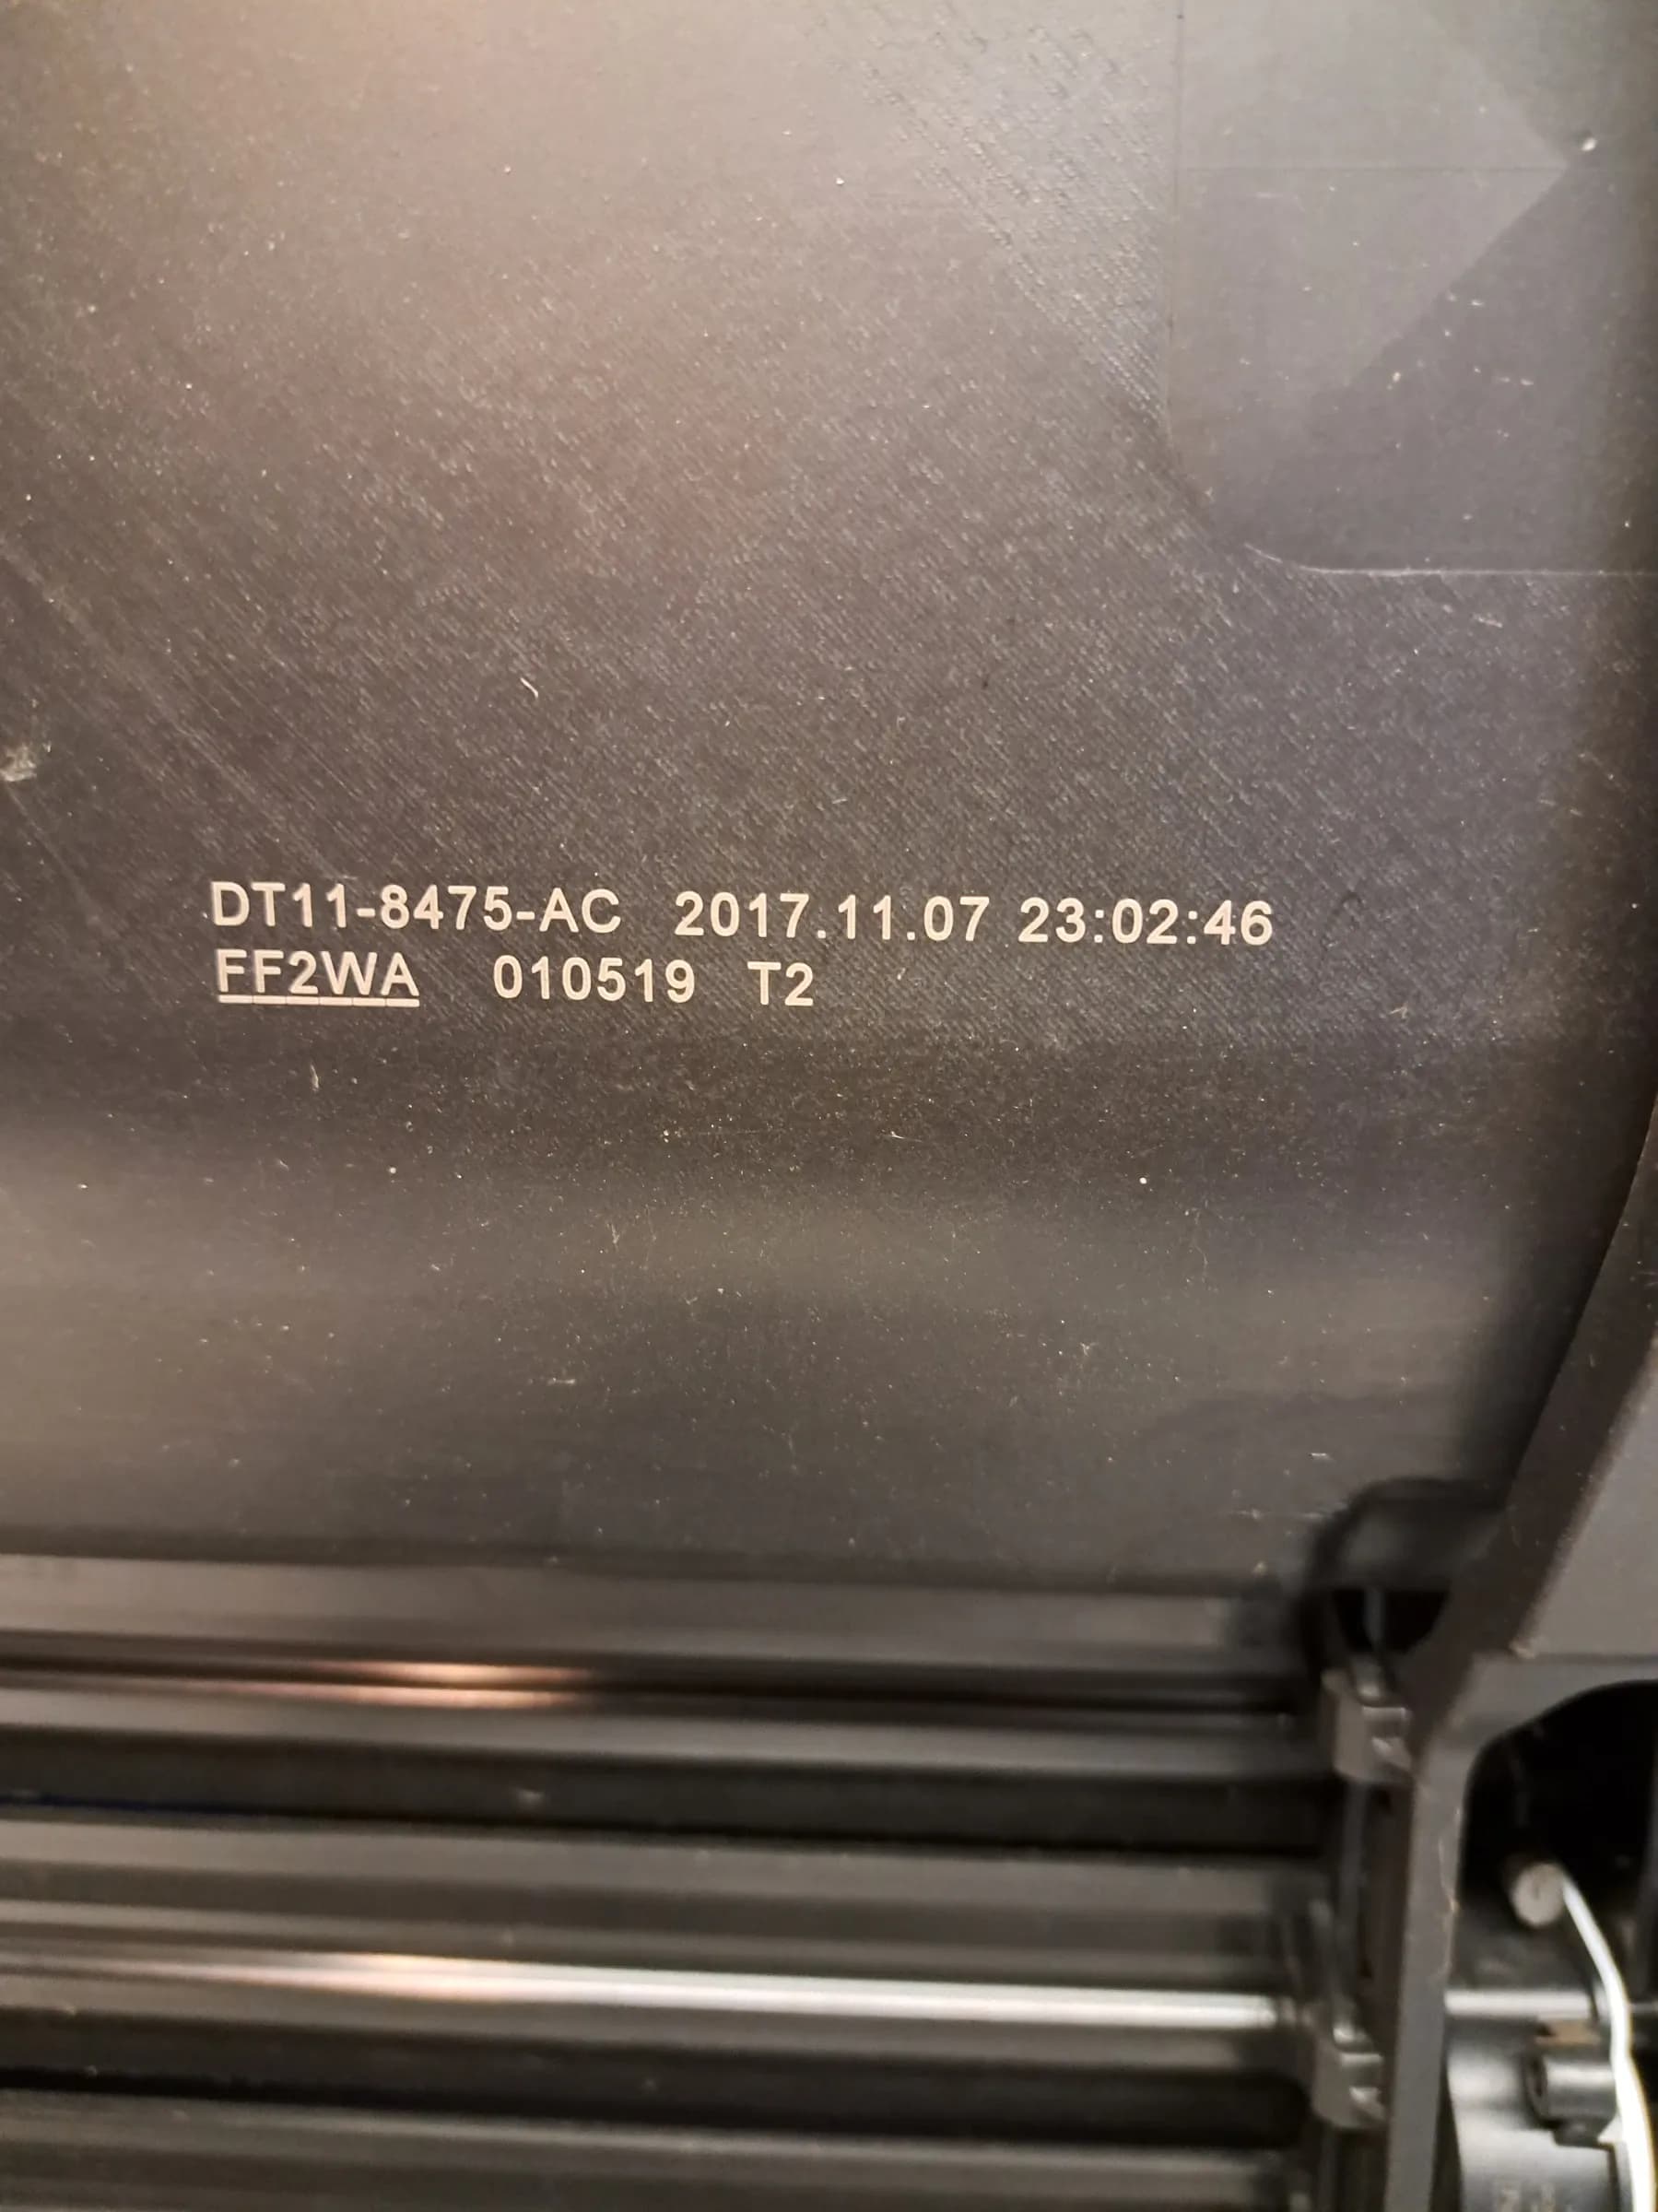 DT11-8475-AC 2017.11.07 23:02:46
FF2WA 010519 T2